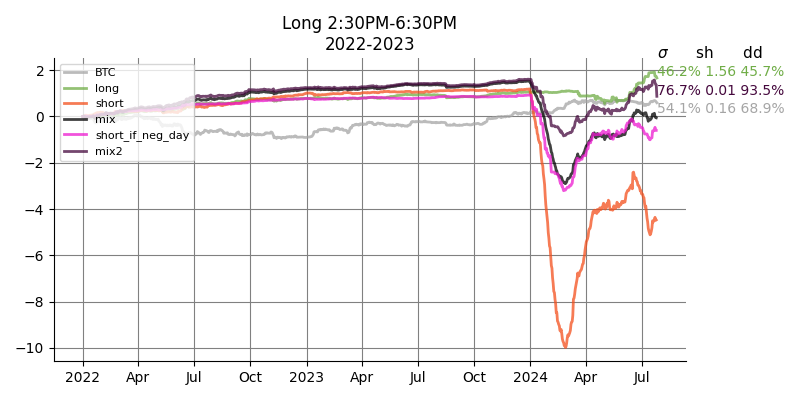 Long 2:30PM-6:30PM
2022-2023
σ sh dd
46.2% 1.56 45.7%
76.7% 0.01 93.5%
54.1% 0.16 68.9%
BTC
long
short
mix
short_if_neg_day
mix2
2
0
−2
−4
−6
−8
−10
2022 Apr Jul Oct 2023 Apr Jul Oct 2024 Apr Jul